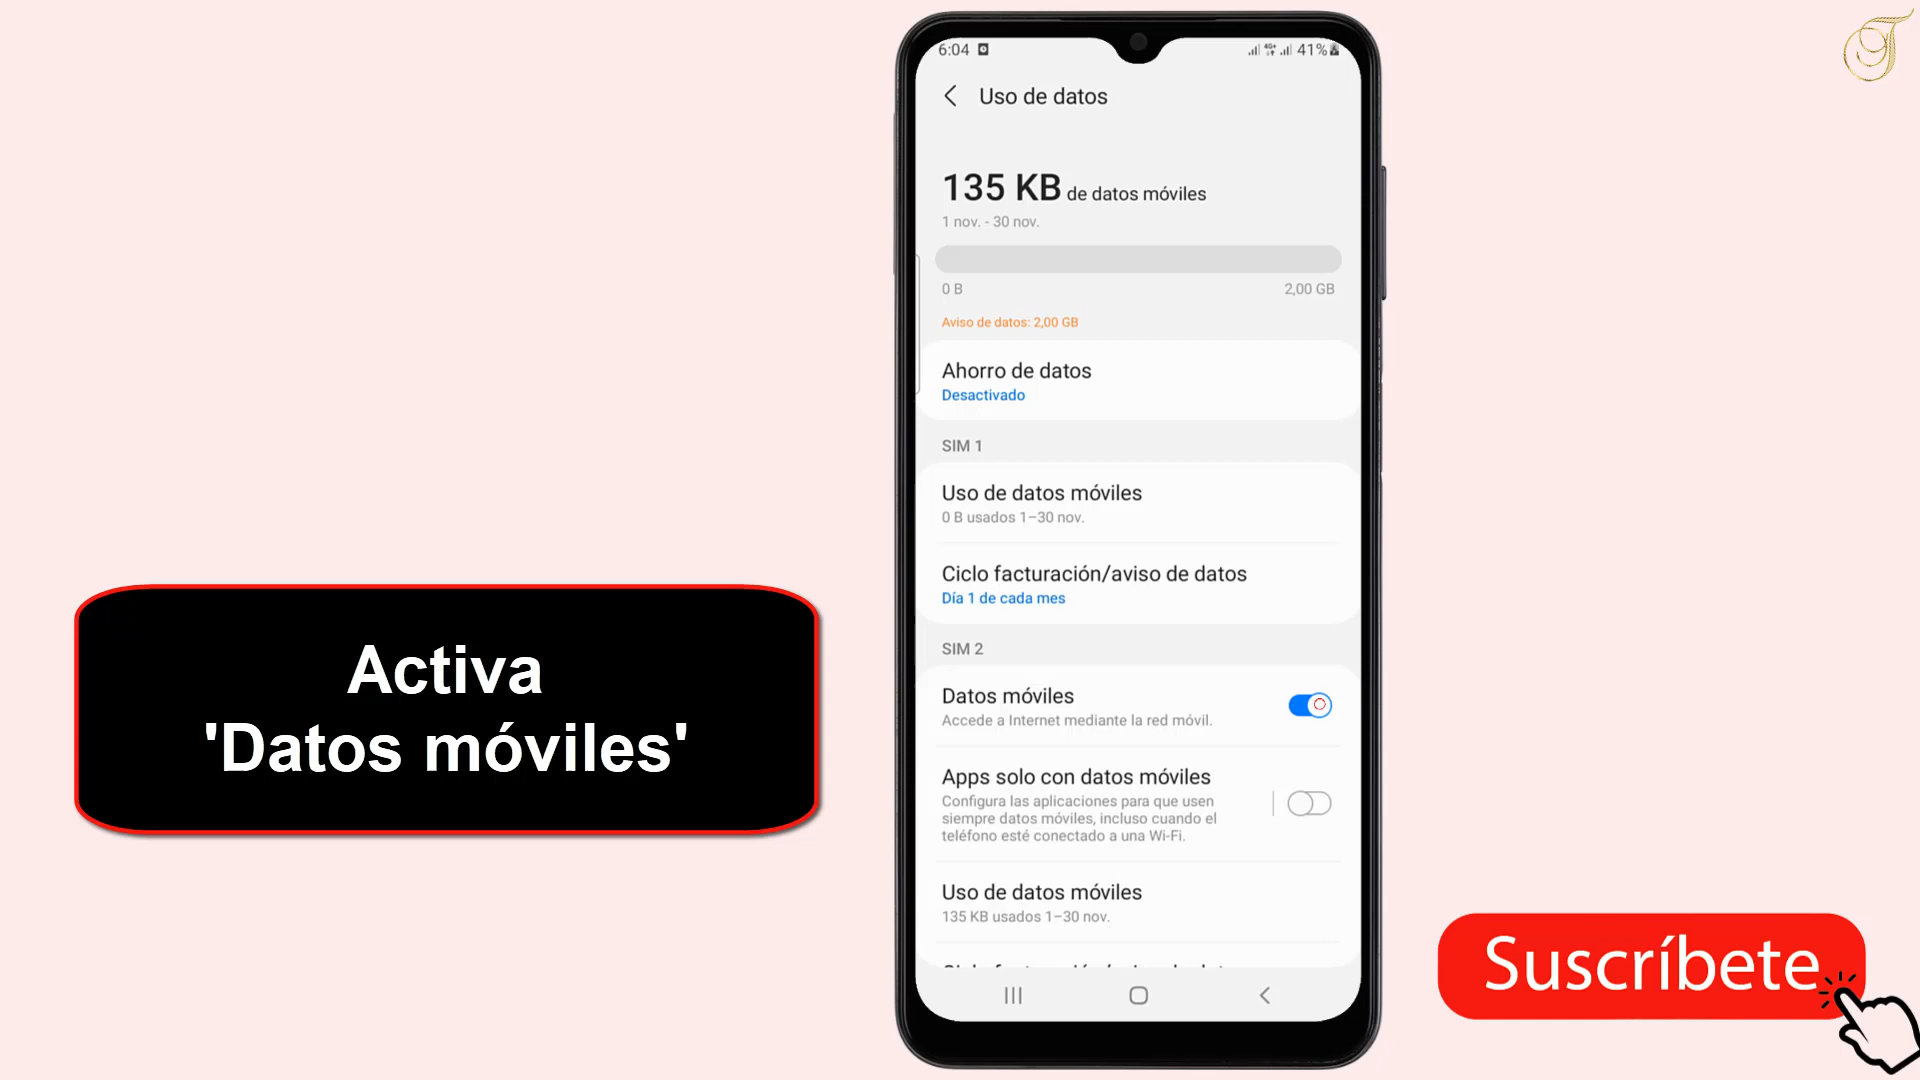 6:04
4G+ 41%
Uso de datos
135 KB de datos móviles
1 nov. - 30 nov.
0 B 2,00 GB
Aviso de datos: 2,00 GB
Ahorro de datos
Desactivado
SIM 1
Uso de datos móviles
0 B usados 1–30 nov.
Ciclo facturación/aviso de datos
Día 1 de cada mes
SIM 2
Datos móviles
Accede a Internet mediante la red móvil.
Apps solo con datos móviles
Configura las aplicaciones para que usen
siempre datos móviles, incluso cuando el
teléfono esté conectado a una Wi-Fi.
Uso de datos móviles
135 KB usados 1–30 nov.
Activa
'Datos móviles'
Suscríbete